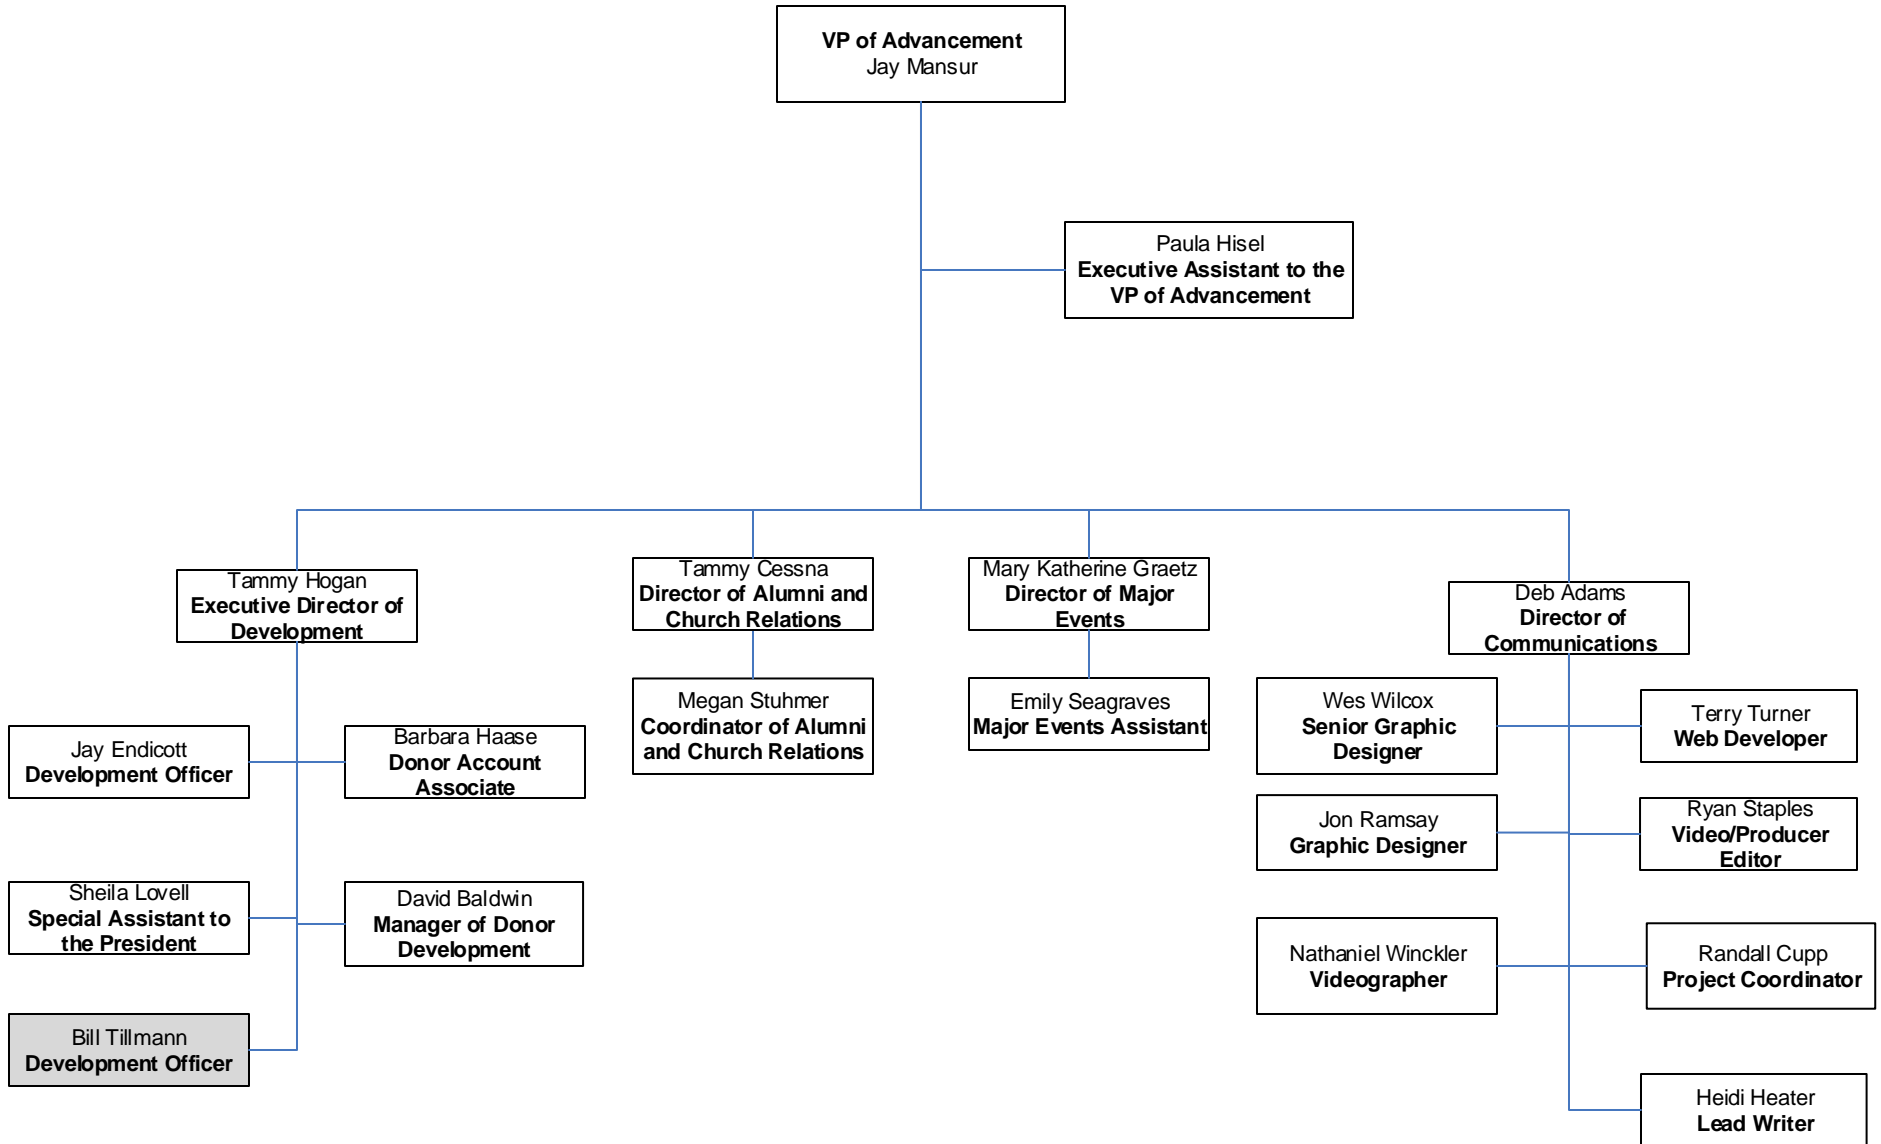 VP of Advancement
Jay Mansur
Paula Hisel
Executive Assistant to the
VP of Advancement
Tammy Hogan
Executive Director of
Development
Tammy Cessna
Director of Alumni and
Church Relations
Mary Katherine Graetz
Director of Major
Events
Deb Adams
Director of
Communications
Jay Endicott
Development Officer
Barbara Haase
Donor Account
Associate
Sheila Lovell
Special Assistant to
the President
David Baldwin
Manager of Donor
Development
Bill Tillmann
Development Officer
Megan Stuhmer
Coordinator of Alumni
and Church Relations
Emily Seagraves
Major Events Assistant
Wes Wilcox
Senior Graphic
Designer
Terry Turner
Web Developer
Jon Ramsay
Graphic Designer
Ryan Staples
Video/Producer
Editor
Nathaniel Winckler
Videographer
Randall Cupp
Project Coordinator
Heidi Heater
Lead Writer